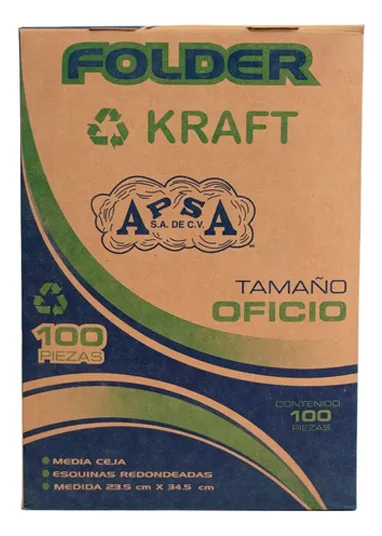 FOLDER
KRAFT
APSA
S.A. DE C.V.
TAMAÑO
OFICIO
100
PIEZAS
CONTENIDO:
100
PIEZAS
MEDIA CEJA
ESQUINAS REDONDEADAS
MEDIDA 23.5 cm X 34.5 cm